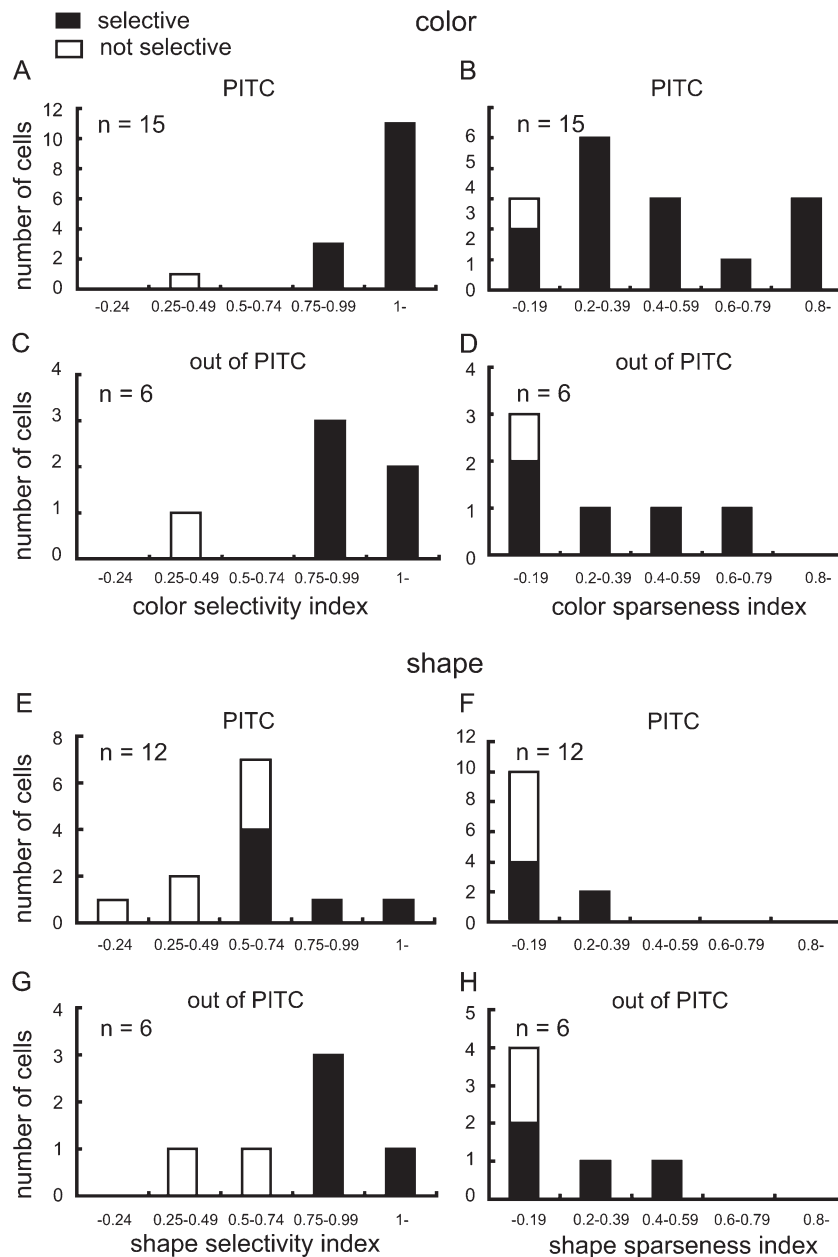 selective
not selective
color
A
PITC
n = 15
number of cells
12
10
8
6
4
2
0
-0.24 0.25-0.49 0.5-0.74 0.75-0.99 1-
B
PITC
n = 15
6
5
4
3
2
1
0
-0.19 0.2-0.39 0.4-0.59 0.6-0.79 0.8-
C
out of PITC
n = 6
number of cells
4
3
2
1
0
-0.24 0.25-0.49 0.5-0.74 0.75-0.99 1-
color selectivity index
D
out of PITC
n = 6
4
3
2
1
0
-0.19 0.2-0.39 0.4-0.59 0.6-0.79 0.8-
color sparseness index
shape
E
PITC
n = 12
number of cells
8
6
4
2
0
-0.24 0.25-0.49 0.5-0.74 0.75-0.99 1-
F
PITC
n = 12
12
10
8
6
4
2
0
-0.19 0.2-0.39 0.4-0.59 0.6-0.79 0.8-
G
out of PITC
n = 6
number of cells
4
3
2
1
0
-0.24 0.25-0.49 0.5-0.74 0.75-0.99 1-
shape selectivity index
H
out of PITC
n = 6
5
4
3
2
1
0
-0.19 0.2-0.39 0.4-0.59 0.6-0.79 0.8-
shape sparseness index